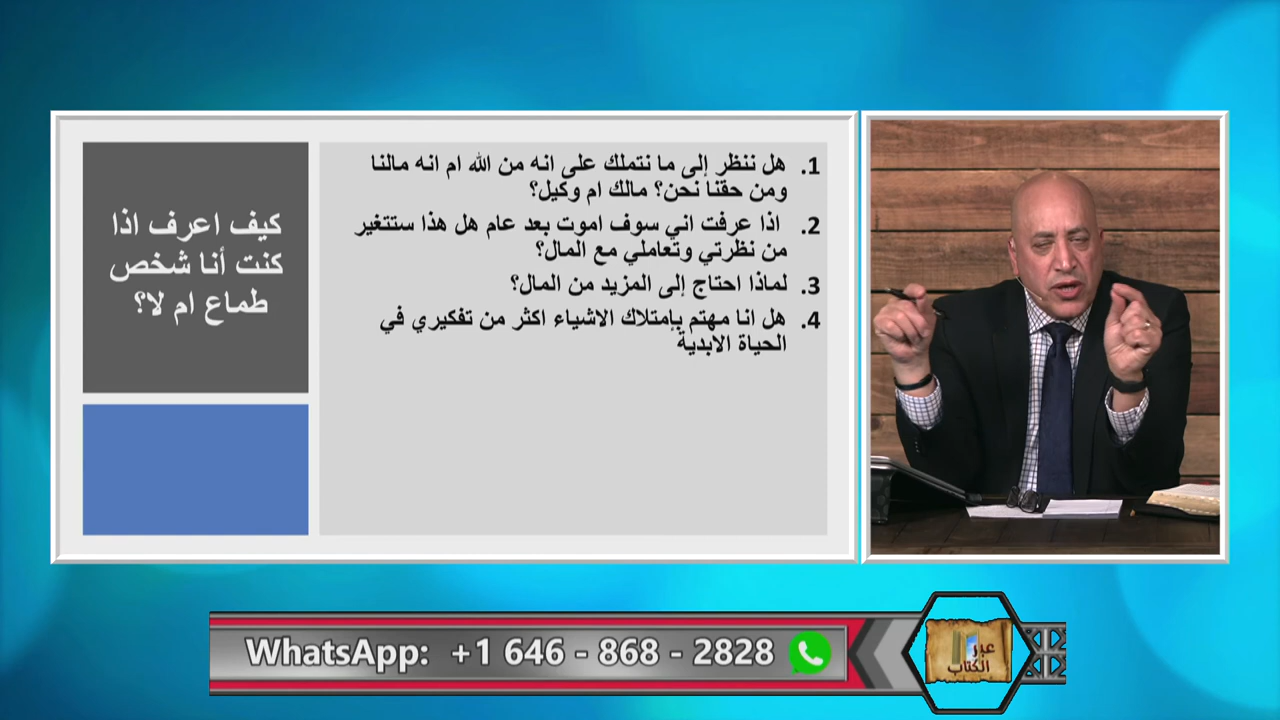 كيف اعرف اذا
كنت أنا شخص
طماع ام لا؟
1. هل ننظر إلى ما نتملك على انه من الله ام انه مالنا
ومن حقنا نحن؟ مالك ام وكيل؟
2. اذا عرفت اني سوف اموت بعد عام هل هذا ستتغير
من نظرتي وتعاملي مع المال؟
3. لماذا احتاج إلى المزيد من المال؟
4. هل انا مهتم بإمتلاك الاشياء اكثر من تفكيري في
الحياة الابدية
WhatsApp: +1 646 - 868 - 2828
عبر
الكتاب